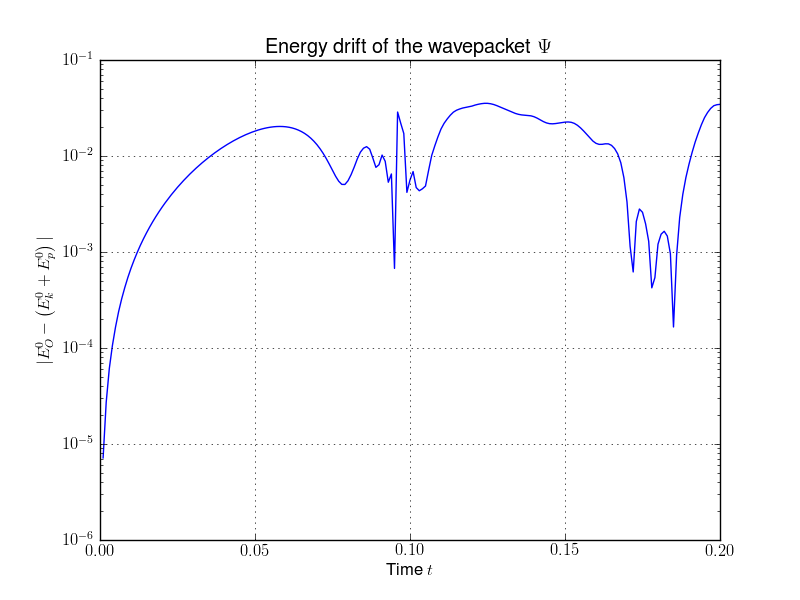 Energy drift of the wavepacket Ψ
|E_O^0 − (E_k^0 + E_p^0) |
10^{-1}
10^{-2}
10^{-3}
10^{-4}
10^{-5}
10^{-6}
0.00 0.05 0.10 0.15 0.20
Time t